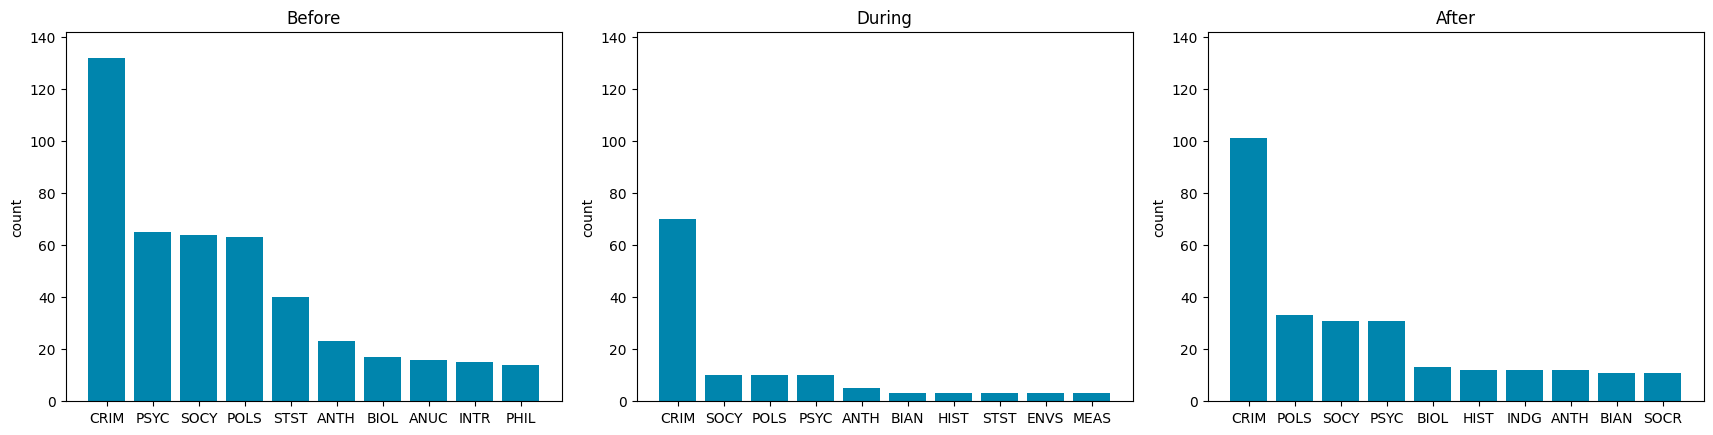 Before
140
120
100
80
60
40
20
0
count
CRIM PSYC SOCY POLS STST ANTH BIOL ANUC INTR PHIL
During
140
120
100
80
60
40
20
0
count
CRIM SOCY POLS PSYC ANTH BIAN HIST STST ENVS MEAS
After
140
120
100
80
60
40
20
0
count
CRIM POLS SOCY PSYC BIOL HIST INDG ANTH BIAN SOCR